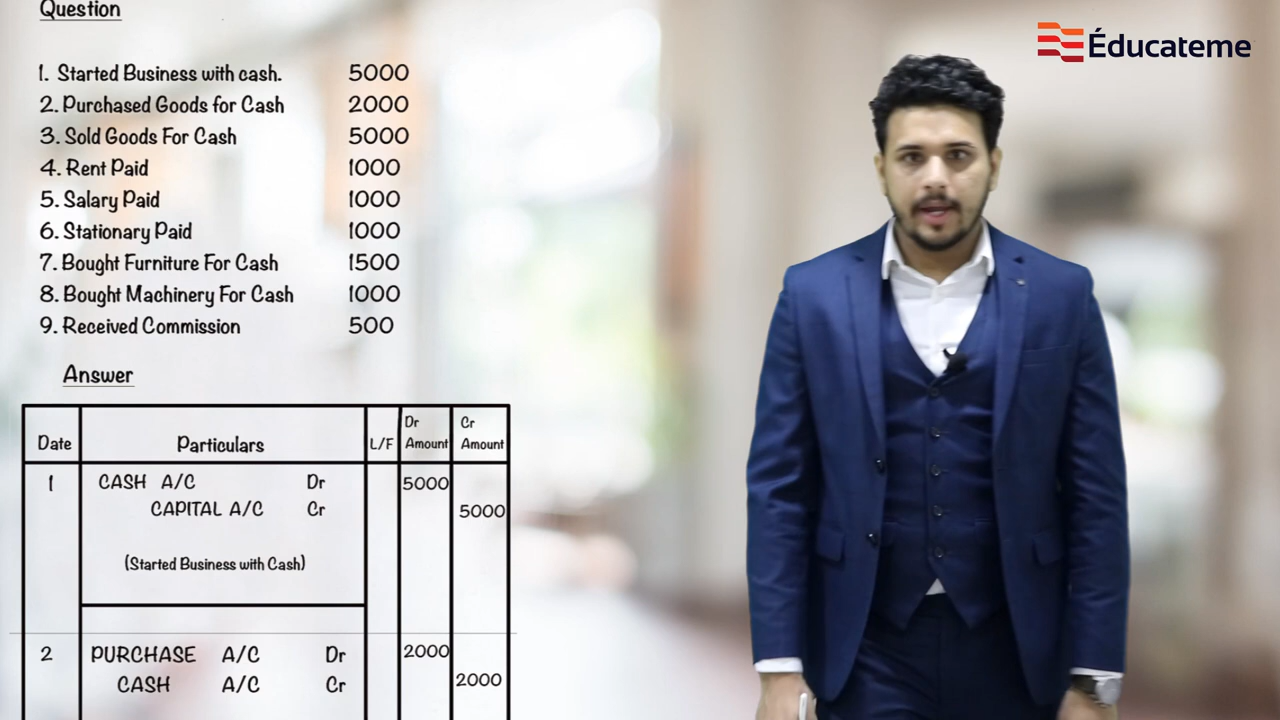 Question
1. Started Business with cash. 5000
2. Purchased Goods for Cash 2000
3. Sold Goods For Cash 5000
4. Rent Paid 1000
5. Salary Paid 1000
6. Stationary Paid 1000
7. Bought Furniture For Cash 1500
8. Bought Machinery For Cash 1000
9. Received Commission 500
Answer
Date Particulars L/F Dr Amount Cr Amount
1 CASH A/C Dr 5000
CAPITAL A/C Cr 5000
(Started Business with Cash)
2 PURCHASE A/C Dr 2000
CASH A/C Cr 2000
Éducateme